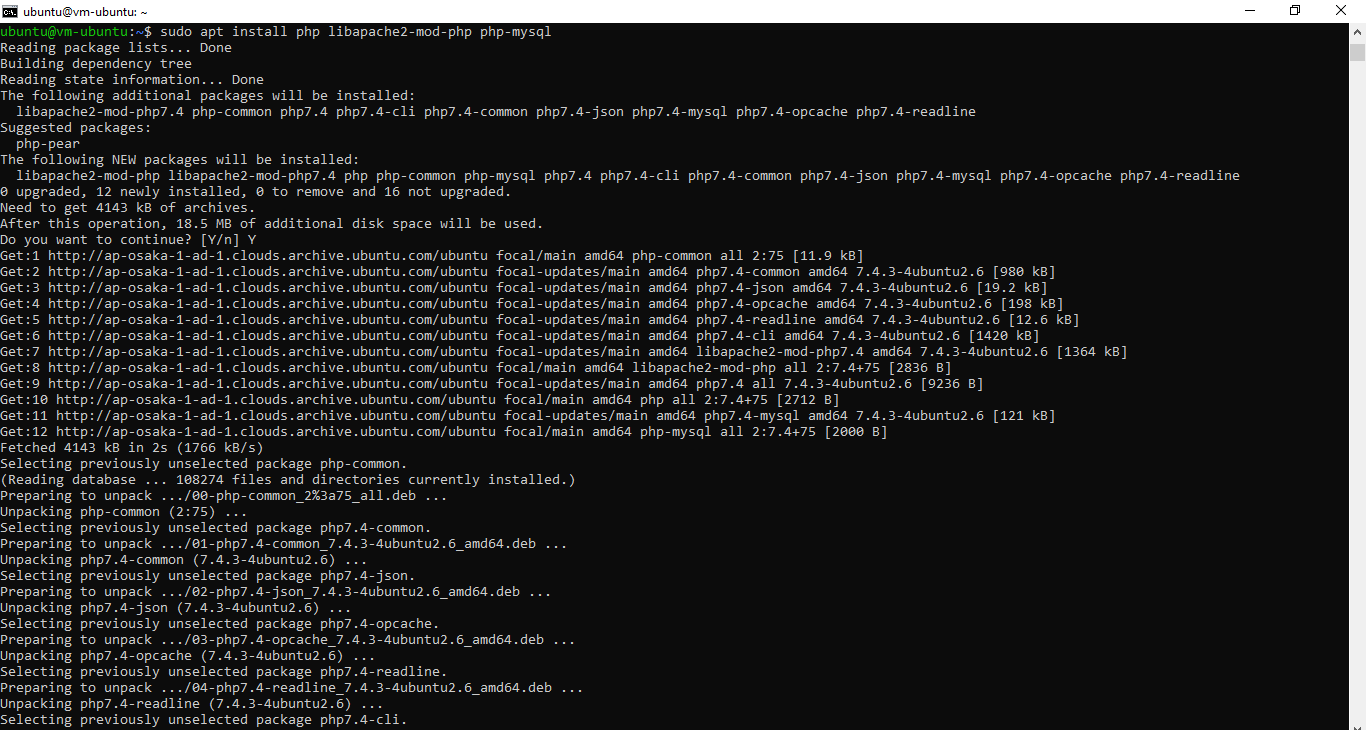 ubuntu@vm-ubuntu: ~
ubuntu@vm-ubuntu:~$ sudo apt install php libapache2-mod-php php-mysql
Reading package lists... Done
Building dependency tree
Reading state information... Done
The following additional packages will be installed:
  libapache2-mod-php7.4 php-common php7.4 php7.4-cli php7.4-common php7.4-json php7.4-mysql php7.4-opcache php7.4-readline
Suggested packages:
  php-pear
The following NEW packages will be installed:
  libapache2-mod-php libapache2-mod-php7.4 php php-common php-mysql php7.4 php7.4-cli php7.4-common php7.4-json php7.4-mysql php7.4-opcache php7.4-readline
0 upgraded, 12 newly installed, 0 to remove and 16 not upgraded.
Need to get 4143 kB of archives.
After this operation, 18.5 MB of additional disk space will be used.
Do you want to continue? [Y/n] Y
Get:1 http://ap-osaka-1-ad-1.clouds.archive.ubuntu.com/ubuntu focal/main amd64 php-common all 2:75 [11.9 kB]
Get:2 http://ap-osaka-1-ad-1.clouds.archive.ubuntu.com/ubuntu focal-updates/main amd64 php7.4-common amd64 7.4.3-4ubuntu2.6 [980 kB]
Get:3 http://ap-osaka-1-ad-1.clouds.archive.ubuntu.com/ubuntu focal-updates/main amd64 php7.4-json amd64 7.4.3-4ubuntu2.6 [19.2 kB]
Get:4 http://ap-osaka-1-ad-1.clouds.archive.ubuntu.com/ubuntu focal-updates/main amd64 php7.4-opcache amd64 7.4.3-4ubuntu2.6 [198 kB]
Get:5 http://ap-osaka-1-ad-1.clouds.archive.ubuntu.com/ubuntu focal-updates/main amd64 php7.4-readline amd64 7.4.3-4ubuntu2.6 [12.6 kB]
Get:6 http://ap-osaka-1-ad-1.clouds.archive.ubuntu.com/ubuntu focal-updates/main amd64 php7.4-cli amd64 7.4.3-4ubuntu2.6 [1420 kB]
Get:7 http://ap-osaka-1-ad-1.clouds.archive.ubuntu.com/ubuntu focal-updates/main amd64 libapache2-mod-php7.4 amd64 7.4.3-4ubuntu2.6 [1364 kB]
Get:8 http://ap-osaka-1-ad-1.clouds.archive.ubuntu.com/ubuntu focal/main amd64 libapache2-mod-php all 2:7.4+75 [2836 B]
Get:9 http://ap-osaka-1-ad-1.clouds.archive.ubuntu.com/ubuntu focal-updates/main amd64 php7.4 all 7.4.3-4ubuntu2.6 [9236 B]
Get:10 http://ap-osaka-1-ad-1.clouds.archive.ubuntu.com/ubuntu focal/main amd64 php all 2:7.4+75 [2712 B]
Get:11 http://ap-osaka-1-ad-1.clouds.archive.ubuntu.com/ubuntu focal-updates/main amd64 php7.4-mysql amd64 7.4.3-4ubuntu2.6 [121 kB]
Get:12 http://ap-osaka-1-ad-1.clouds.archive.ubuntu.com/ubuntu focal/main amd64 php-mysql all 2:7.4+75 [2000 B]
Fetched 4143 kB in 2s (1766 kB/s)
Selecting previously unselected package php-common.
(Reading database ... 108274 files and directories currently installed.)
Preparing to unpack .../00-php-common_2%3a75_all.deb ...
Unpacking php-common (2:75) ...
Selecting previously unselected package php7.4-common.
Preparing to unpack .../01-php7.4-common_7.4.3-4ubuntu2.6_amd64.deb ...
Unpacking php7.4-common (7.4.3-4ubuntu2.6) ...
Selecting previously unselected package php7.4-json.
Preparing to unpack .../02-php7.4-json_7.4.3-4ubuntu2.6_amd64.deb ...
Unpacking php7.4-json (7.4.3-4ubuntu2.6) ...
Selecting previously unselected package php7.4-opcache.
Preparing to unpack .../03-php7.4-opcache_7.4.3-4ubuntu2.6_amd64.deb ...
Unpacking php7.4-opcache (7.4.3-4ubuntu2.6) ...
Selecting previously unselected package php7.4-readline.
Preparing to unpack .../04-php7.4-readline_7.4.3-4ubuntu2.6_amd64.deb ...
Unpacking php7.4-readline (7.4.3-4ubuntu2.6) ...
Selecting previously unselected package php7.4-cli.